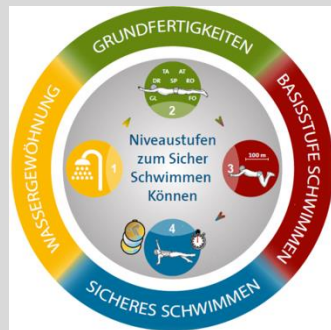 GRUNDFERTIGKEITEN
TA AT
DR SP RO
GL FO
2
WASSERGEWÖHNUNG
1
Niveaustufen
zum Sicher
Schwimmen
Können
3
100 m
BASISSTUFE SCHWIMMEN
4
SICHERES SCHWIMMEN